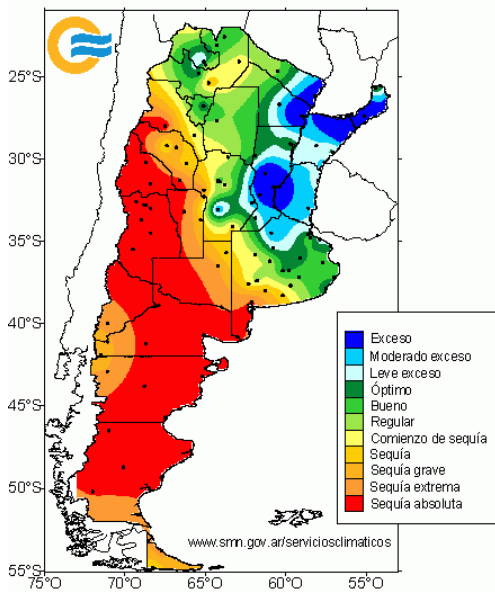 25°S
30°S
35°S
40°S
45°S
50°S
55°S
75°O 70°O 65°O 60°O 55°O
Exceso
Moderado exceso
Leve exceso
Óptimo
Bueno
Regular
Comienzo de sequía
Sequía
Sequía grave
Sequía extrema
Sequía absoluta
www.smn.gov.ar/serviciosclimaticos